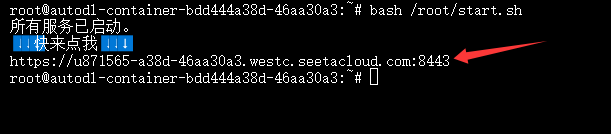 root@autodl-container-bdd444a38d-46aa30a3:~# bash /root/start.sh
所有服务已启动。
↓↓快来点我↓↓↓
https://u871565-a38d-46aa30a3.westc.seetacloud.com:8443
root@autodl-container-bdd444a38d-46aa30a3:~#